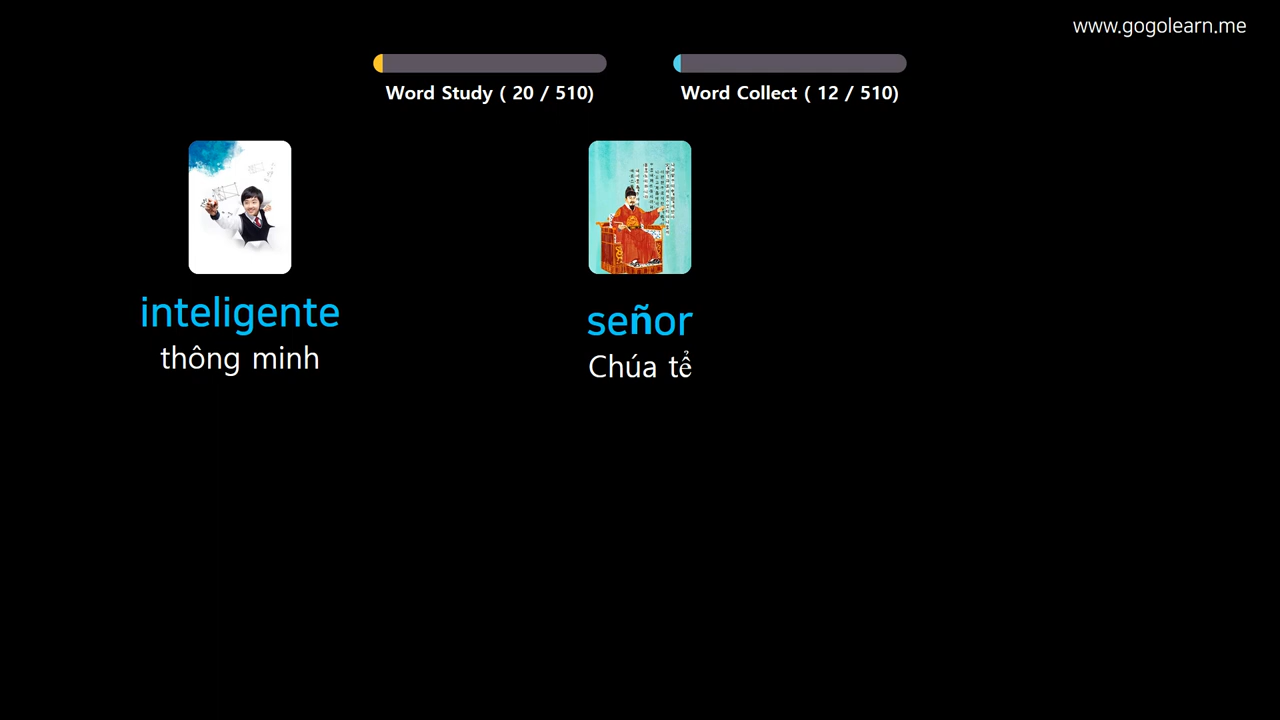 www.gogolearn.me
Word Study ( 20 / 510)
Word Collect ( 12 / 510)
inteligente
thông minh
señor
Chúa tể